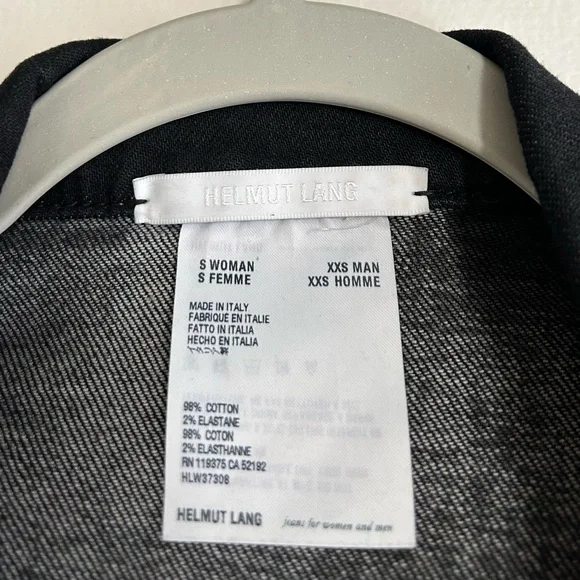 HELMUT LANG
S WOMAN XXS MAN
S FEMME XXS HOMME
MADE IN ITALY
FABRIQUE EN ITALIE
FATTO IN ITALIA
HECHO EN ITALIA
98% COTTON
2% ELASTANE
98% COTON
2% ELASTHANNE
RN 119375 CA 52192
HLW37308
HELMUT LANG jeans for women and men